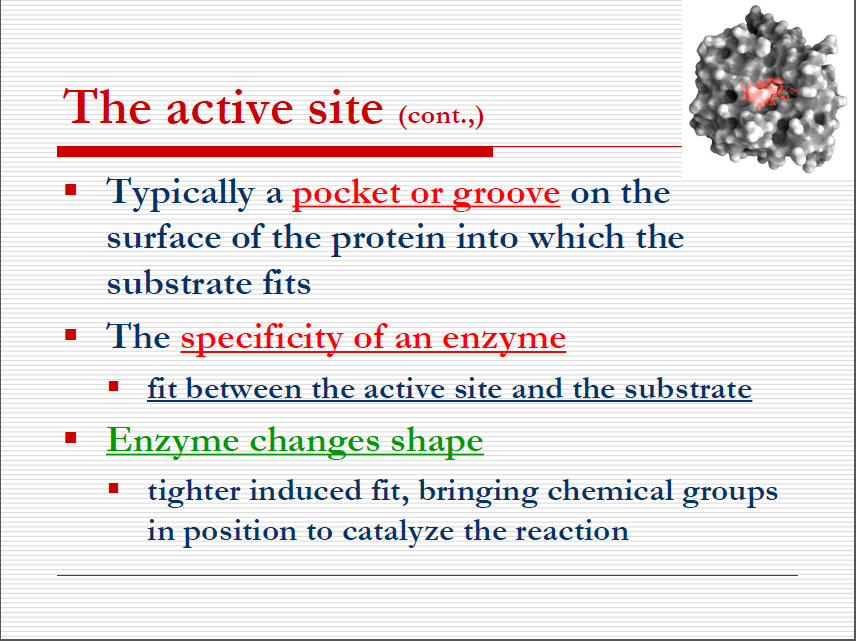 The active site (cont.,)
▪ Typically a pocket or groove on the
surface of the protein into which the
substrate fits
▪ The specificity of an enzyme
▪ fit between the active site and the substrate
▪ Enzyme changes shape
▪ tighter induced fit, bringing chemical groups
in position to catalyze the reaction